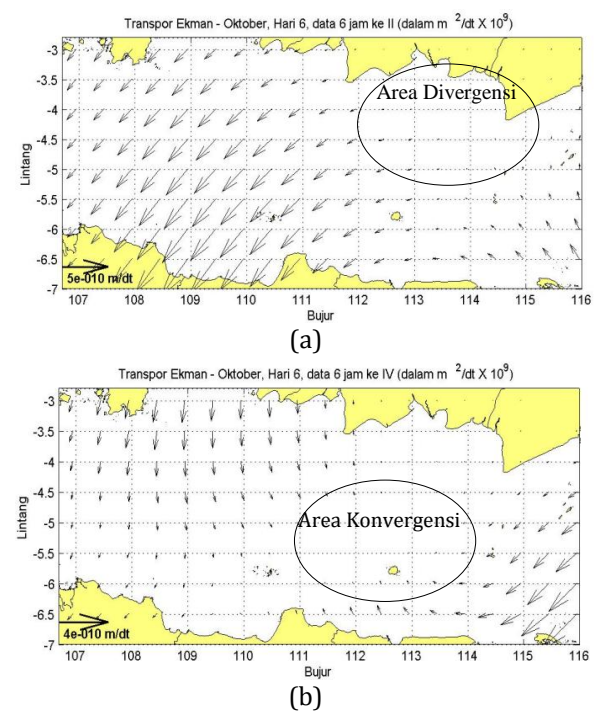 Transpor Ekman - Oktober, Hari 6, data 6 jam ke II (dalam m 2/dt X 10 9)
Lintang
-3
-3.5
-4
-4.5
-5
-5.5
-6
-6.5
-7
Area Divergensi
5e-010 m/dt
107 108 109 110 111 112 113 114 115 116
Bujur
(a)
Transpor Ekman - Oktober, Hari 6, data 6 jam ke IV (dalam m 2/dt X 10 9)
Lintang
-3
-3.5
-4
-4.5
-5
-5.5
-6
-6.5
-7
Area Konvergensi
4e-010 m/dt
107 108 109 110 111 112 113 114 115 116
Bujur
(b)